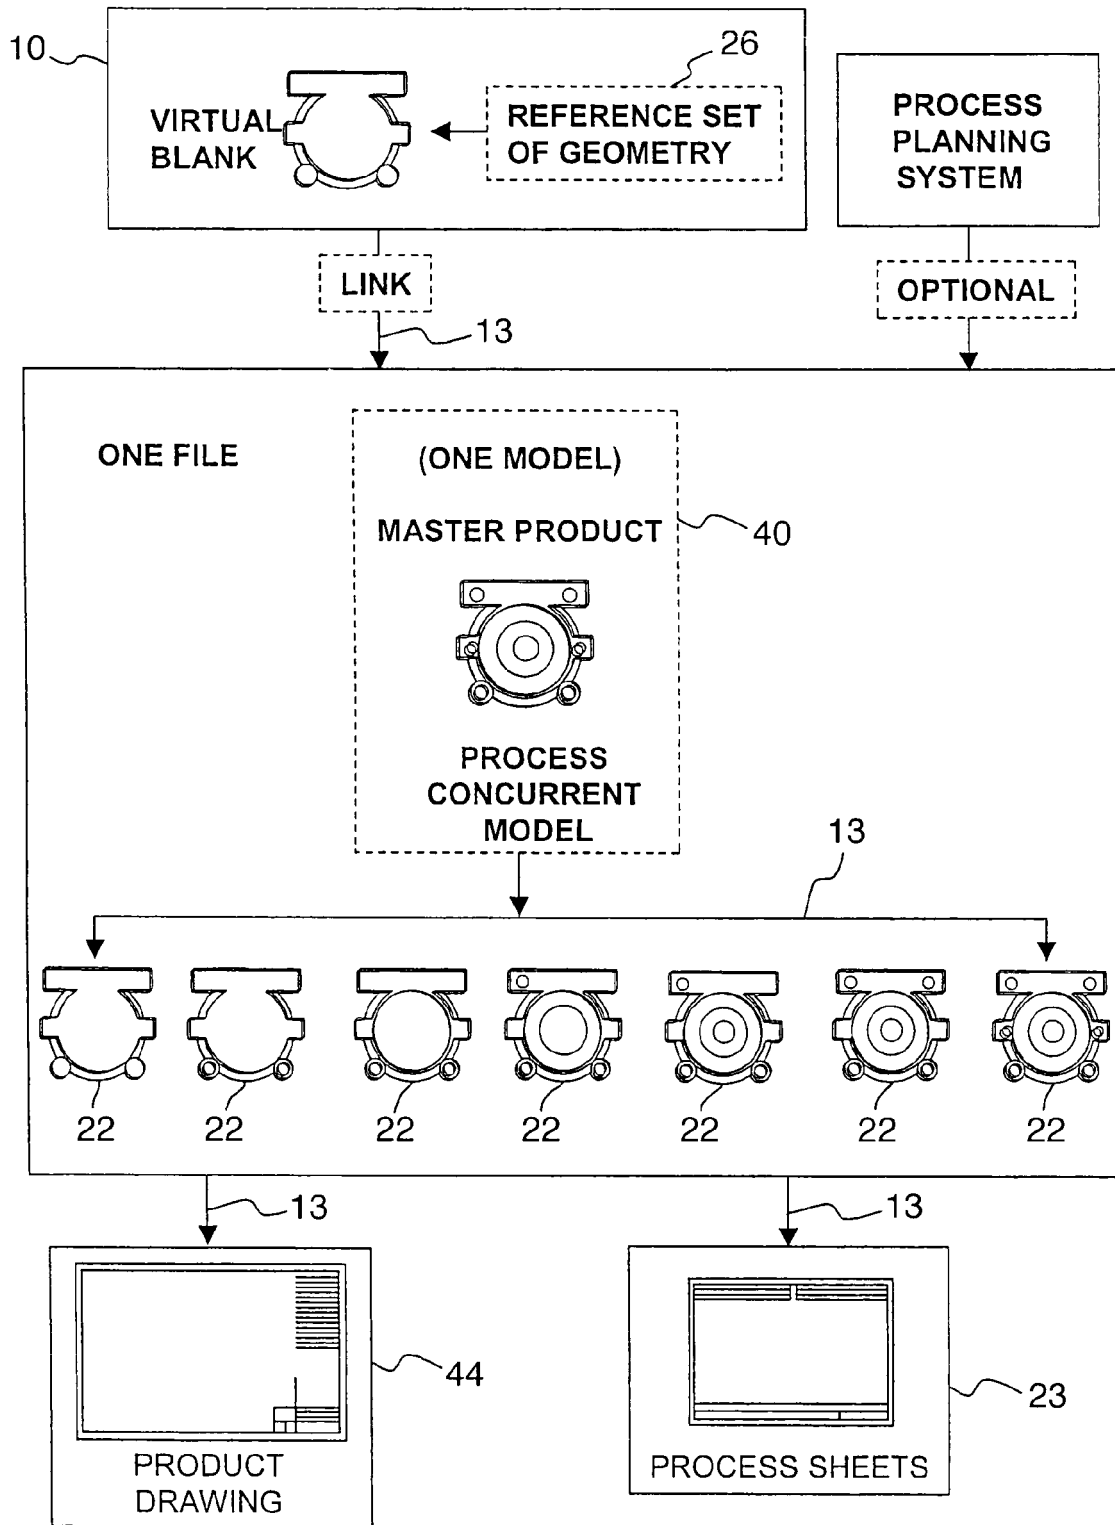 10
VIRTUAL
BLANK
26
REFERENCE SET
OF GEOMETRY
PROCESS
PLANNING
SYSTEM
LINK
OPTIONAL
13
ONE FILE
(ONE MODEL)
MASTER PRODUCT
40
PROCESS
CONCURRENT
MODEL
13
22
22
22
22
22
22
22
13
13
44
23
PRODUCT
DRAWING
PROCESS SHEETS